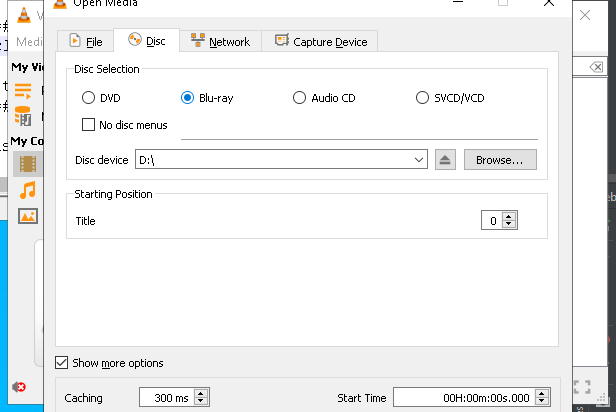 Open Media
File
Disc
Network
Capture Device
Medi
My Vi
My Co
Disc Selection
DVD
Blu-ray
Audio CD
SVCD/VCD
No disc menus
Disc device
D:\
Browse...
Starting Position
Title
0
Show more options
Caching
300 ms
Start Time
00H:00m:00s.000